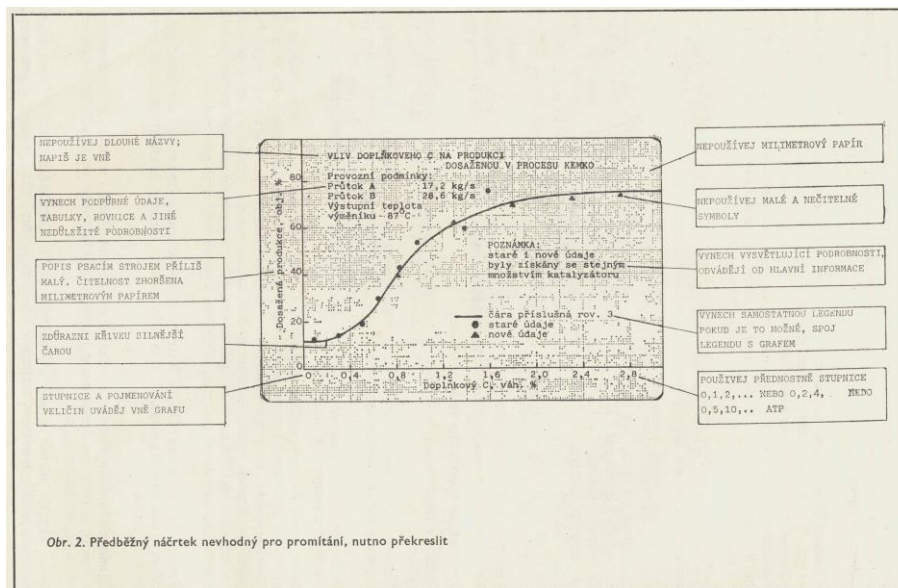 NEPOUŽÍVEJ DLOUHÉ NÁZVY;
NAPIŠ JE VNĚ
VYNECH PODPŮRNÉ ÚDAJE,
TABULKY, ROVNICE A JINÉ
NEDŮLEŽITÉ PODROBNOSTI
POPIS PSACÍM STROJEM PŘÍLIŠ
MALÝ. ČITELNOST ZHORŠENA
MILIMETROVÝM PAPÍREM
ZDŮRAZNI KŘIVKU SILNĚJŠÍ
ČAROU
STUPNICE A POJMENOVÁNÍ
VELIČIN UVÁDĚJ VNĚ GRAFU
VLIV DOPLŇKOVEHO C NA PRODUKCI
DOSAŽENOU V PROCESU KEMKO
Provozní podmínky:
Průtok A 17,2 kg/s
Průtok B 28,6 kg/s
Výstupní teplota
výměníku - 87°C
POZNÁMKA:
staré i nové údaje
byly získány se stejným
množstvím katalyzátoru
čára příslušná rov. 3
staré údaje
nové údaje
Dosažená produkce, obj. %
80
60
40
20
0
0,0 0,4 0,8 1,2 1,6 2,0 2,4 2,8
Doplňkový C, váh. %
NEPOUŽÍVEJ MILIMETROVÝ PAPÍR
NEPOUŽÍVEJ MALÉ A NEČITELNÉ
SYMBOLY
VYNECH VYSVĚTLUJÍCÍ PODROBNOSTI,
ODVÁDĚJÍ OD HLAVNÍ INFORMACE
VYNECH SAMOSTATNOU LEGENDU
POKUD JE TO MOŽNÉ, SPOJ
LEGENDU S GRAFEM
POUŽIVEJ PŘEDNOSTNĚ STUPNICE
0,1,2,... NEBO 0,2,4,. NEBO
0,5,10,.. ATP
Obr. 2. Předběžný náčrtek nevhodný pro promítání, nutno překreslit